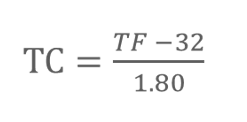 TC = TF −32
1.80